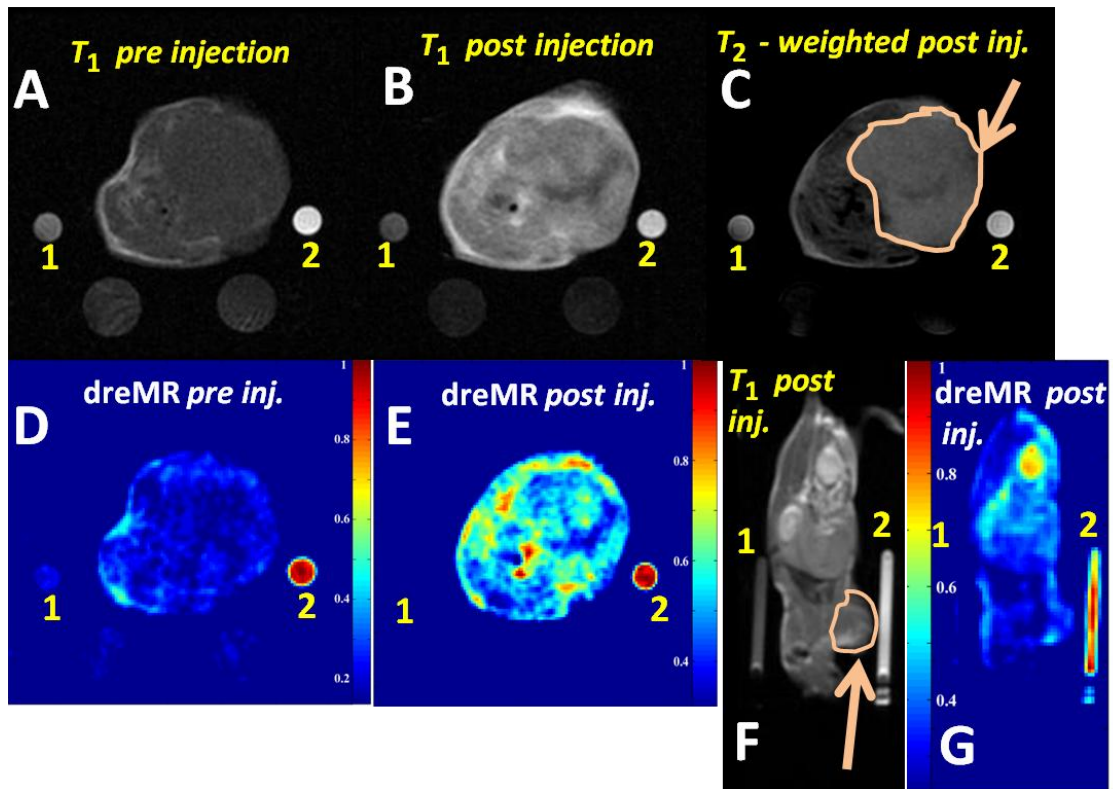 T1 pre injection
A
1
2
T1 post injection
B
1
2
T2 - weighted post inj.
C
1
2
dreMR pre inj.
D
1
2
1
0.8
0.6
0.4
0.2
dreMR post inj.
E
1
2
1
0.8
0.6
0.4
T1 post
inj.
1
2
F
1
dreMR post
inj.
0.8
1
2
0.6
0.4
G